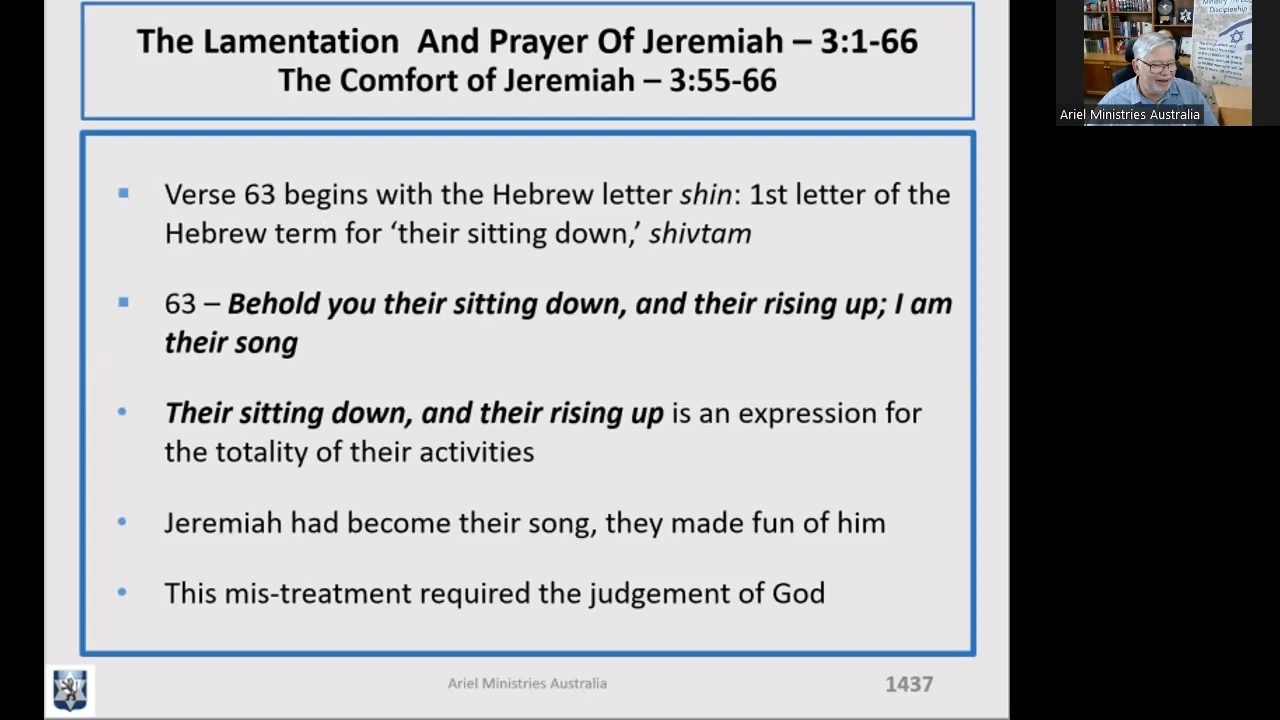 The Lamentation And Prayer Of Jeremiah – 3:1-66
The Comfort of Jeremiah – 3:55-66
▪ Verse 63 begins with the Hebrew letter shin: 1st letter of the
Hebrew term for ‘their sitting down,’ shivtam
▪ 63 – Behold you their sitting down, and their rising up; I am
their song
• Their sitting down, and their rising up is an expression for
the totality of their activities
• Jeremiah had become their song, they made fun of him
• This mis-treatment required the judgement of God
Ariel Ministries Australia
1437
Discipleship
Ariel Ministries Australia